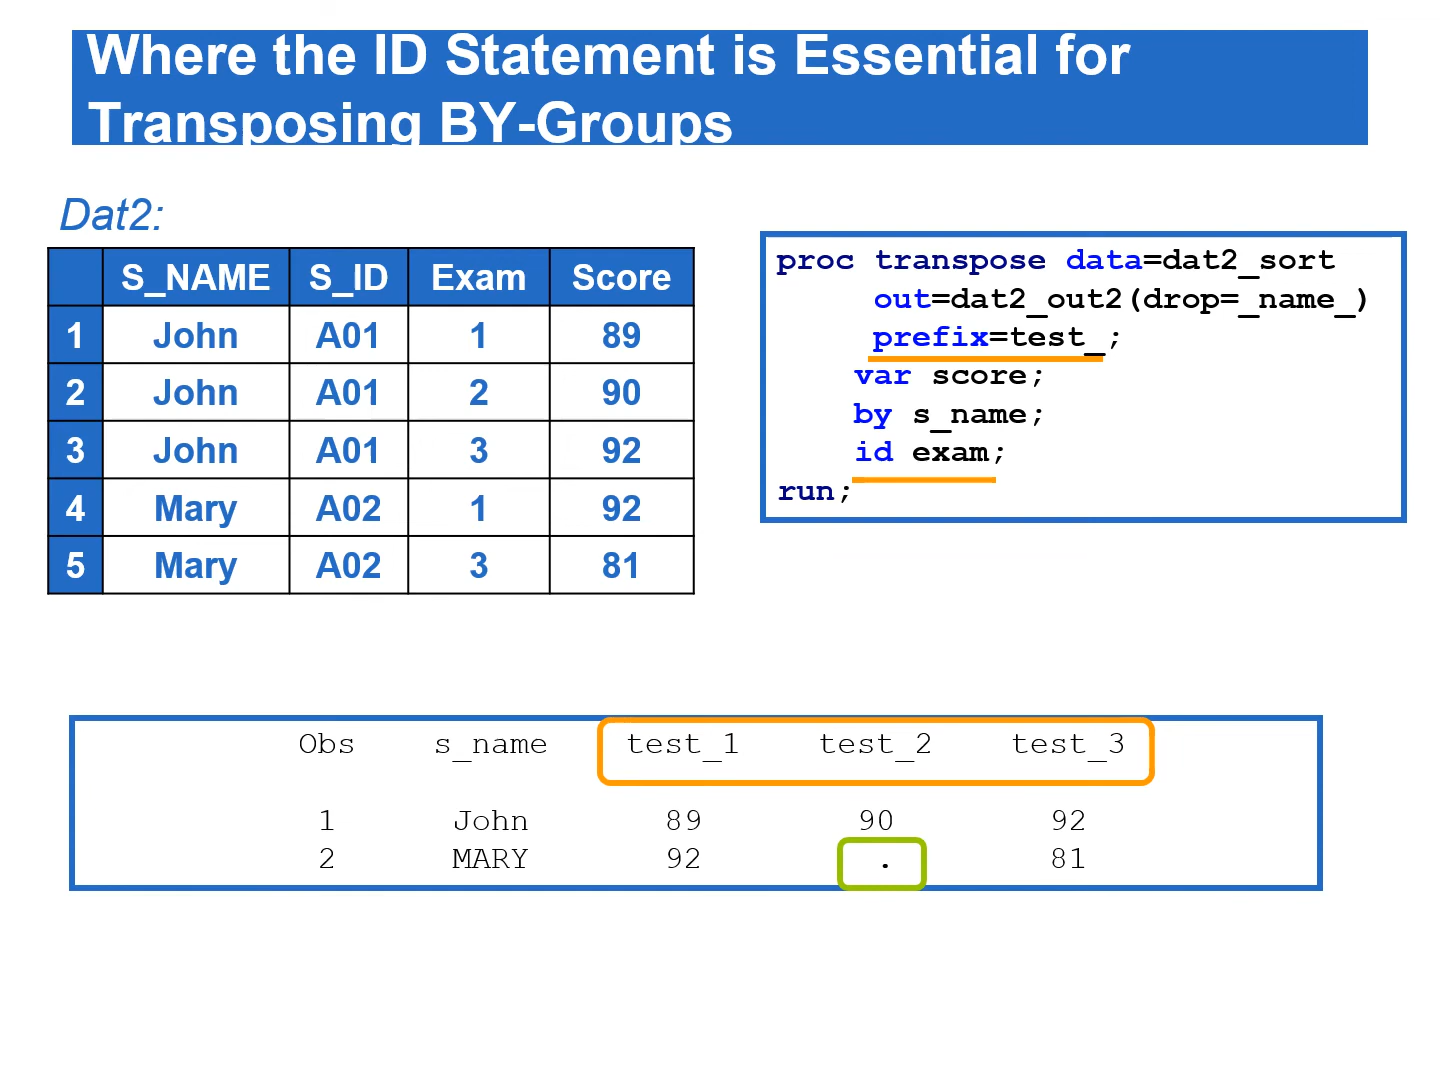 Where the ID Statement is Essential for
Transposing BY-Groups
Dat2:
S_NAME S_ID Exam Score
1 John A01 1 89
2 John A01 2 90
3 John A01 3 92
4 Mary A02 1 92
5 Mary A02 3 81
proc transpose data=dat2_sort
out=dat2_out2(drop=_name_)
prefix=test_;
var score;
by s_name;
id exam;
run;
Obs s_name test_1 test_2 test_3
1 John 89 90 92
2 MARY 92 . 81